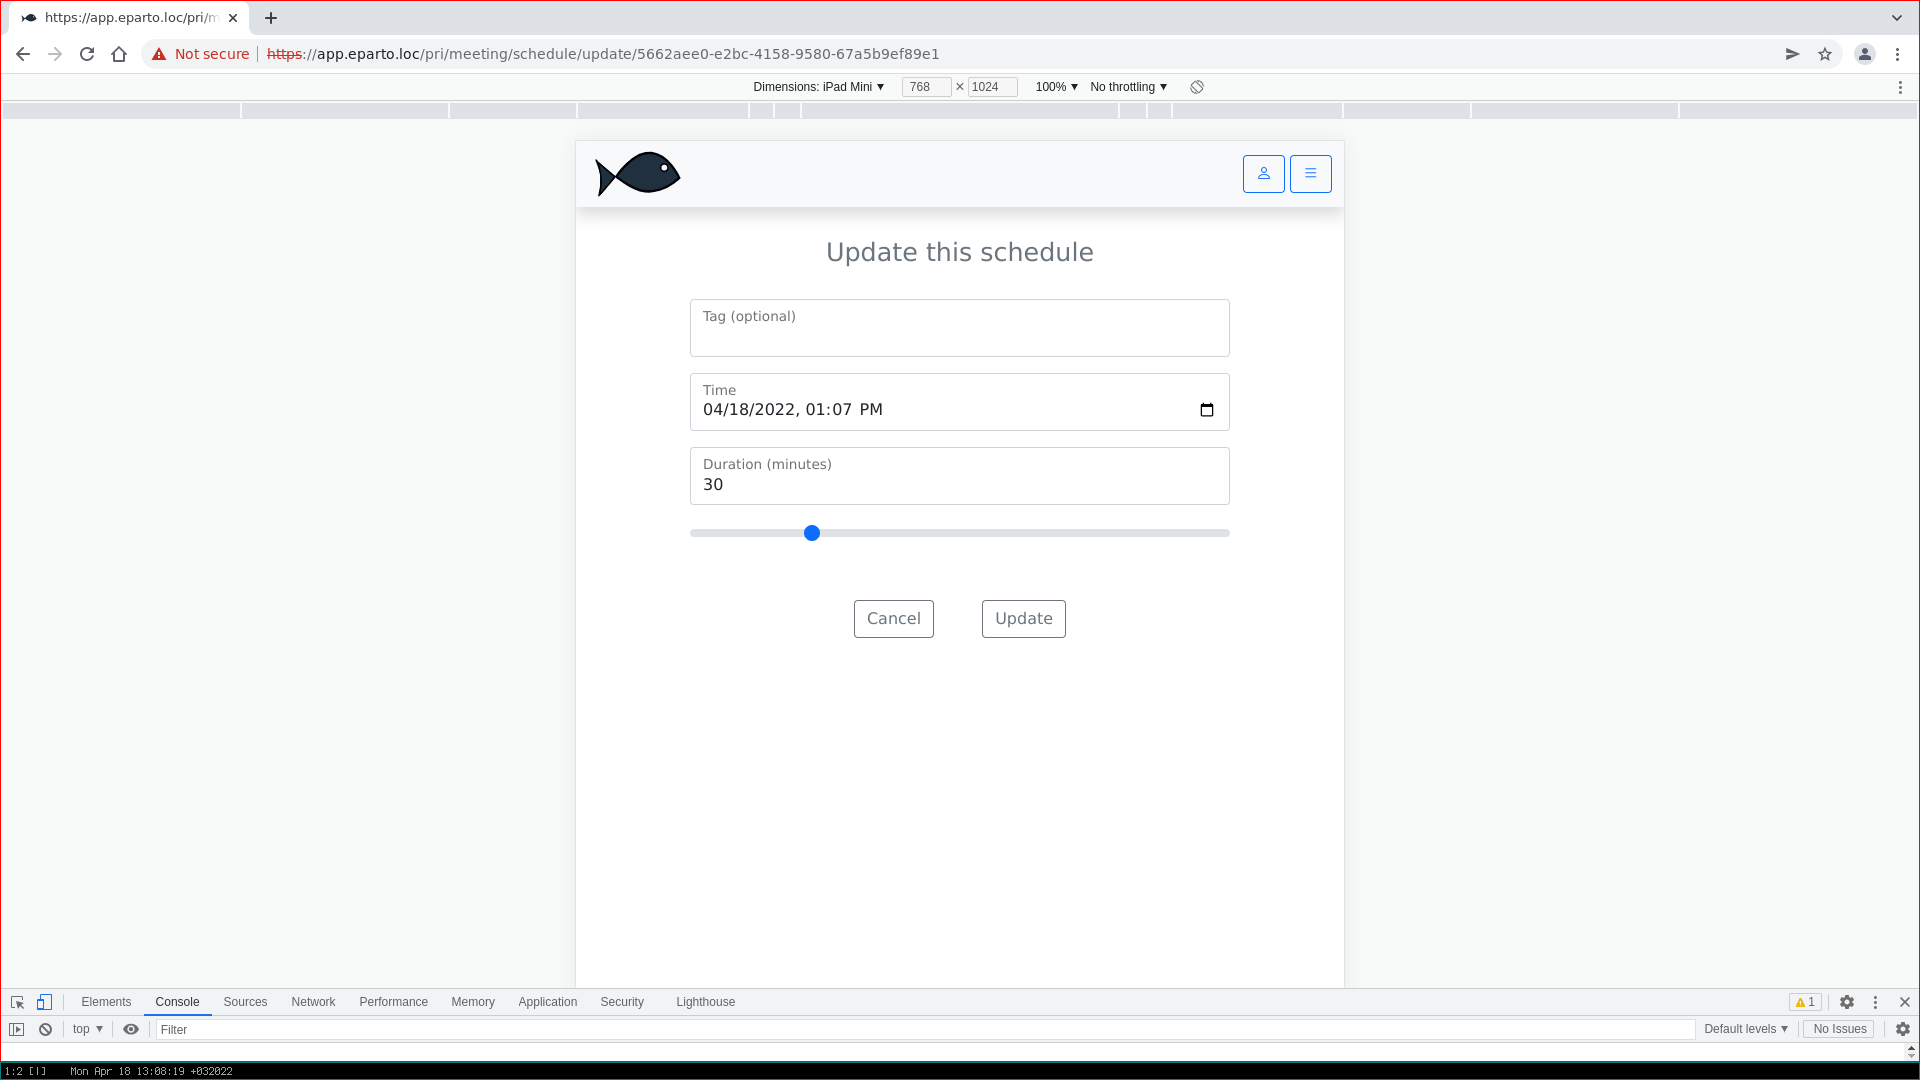 https://app.eparto.loc/pri/m
Not secure
https://app.eparto.loc/pri/meeting/schedule/update/5662aee0-e2bc-4158-9580-67a5b9ef89e1
Dimensions: iPad Mini ▼ 768 × 1024 100% ▼ No throttling ▼
Update this schedule
Tag (optional)
Time
04/18/2022, 01:07 PM
Duration (minutes)
30
Cancel Update
Elements Console Sources Network Performance Memory Application Security Lighthouse 1
top ▼ Filter Default levels ▼ No Issues
1:2 [|] Mon Apr 18 13:08:19 +032022